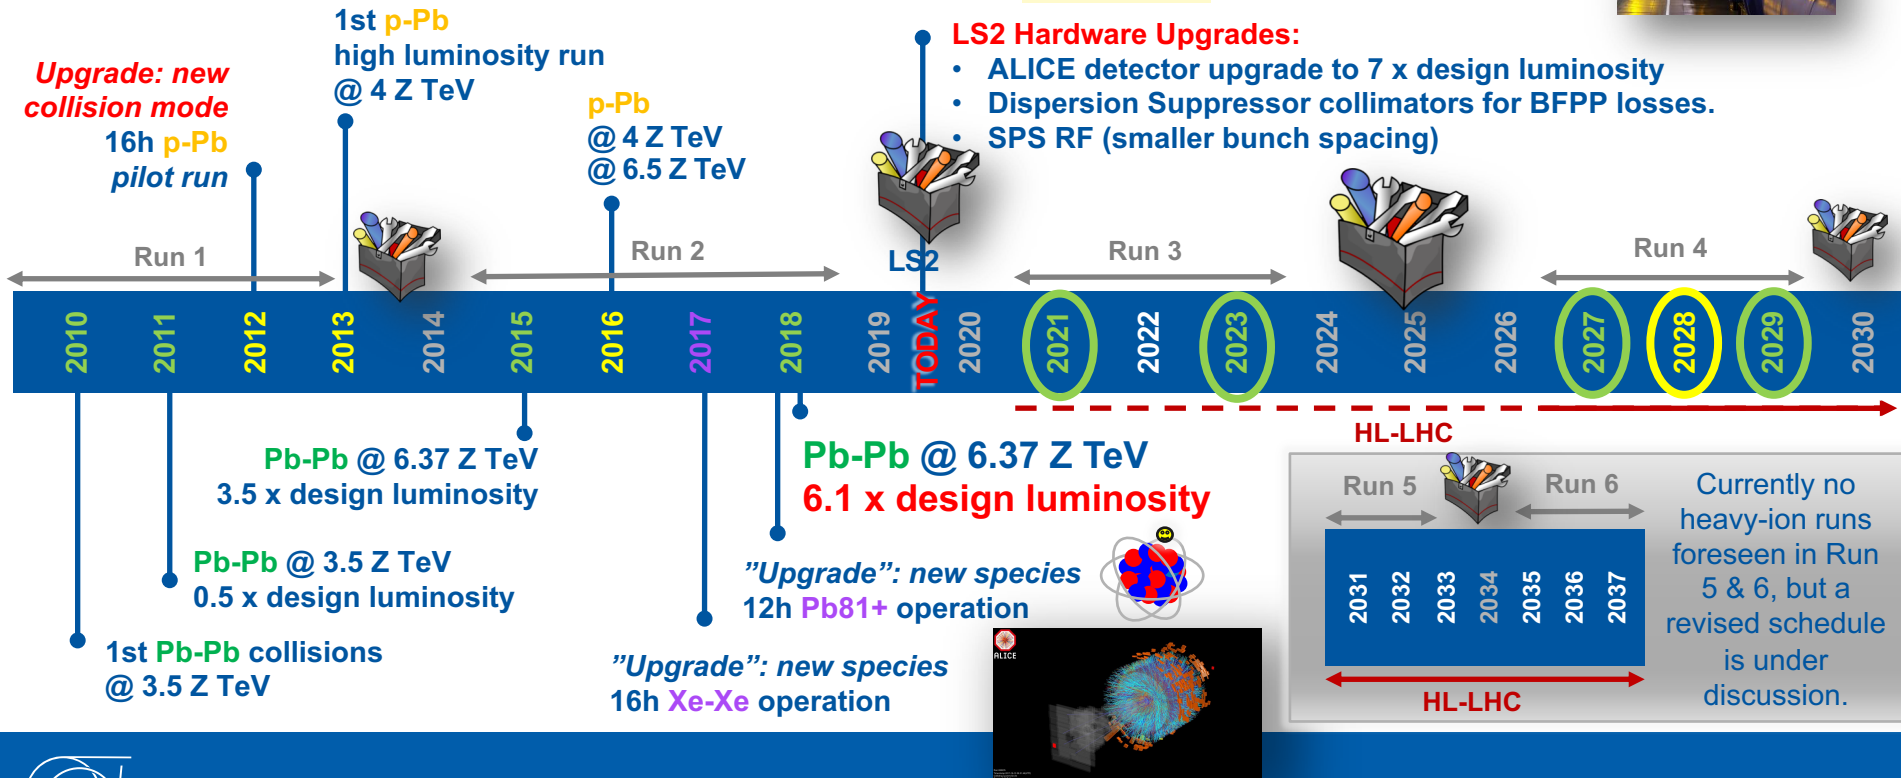 1st p-Pb
high luminosity run
@ 4 Z TeV
Upgrade: new
collision mode
16h p-Pb
pilot run
p-Pb
@ 4 Z TeV
@ 6.5 Z TeV
LS2 Hardware Upgrades:
• ALICE detector upgrade to 7 x design luminosity
• Dispersion Suppressor collimators for BFPP losses.
• SPS RF (smaller bunch spacing)
Run 1
Run 2
LS2
Run 3
Run 4
2010
2011
2012
2013
2014
2015
2016
2017
2018
2019
TODAY
2020
2021
2022
2023
2024
2025
2026
2027
2028
2029
2030
HL-LHC
Pb-Pb @ 6.37 Z TeV
3.5 x design luminosity
Pb-Pb @ 6.37 Z TeV
6.1 x design luminosity
Pb-Pb @ 3.5 Z TeV
0.5 x design luminosity
"Upgrade": new species
12h Pb81+ operation
1st Pb-Pb collisions
@ 3.5 Z TeV
"Upgrade": new species
16h Xe-Xe operation
ALICE
Run 5
Run 6
2031
2032
2033
2034
2035
2036
2037
HL-LHC
Currently no
heavy-ion runs
foreseen in Run
5 & 6, but a
revised schedule
is under
discussion.